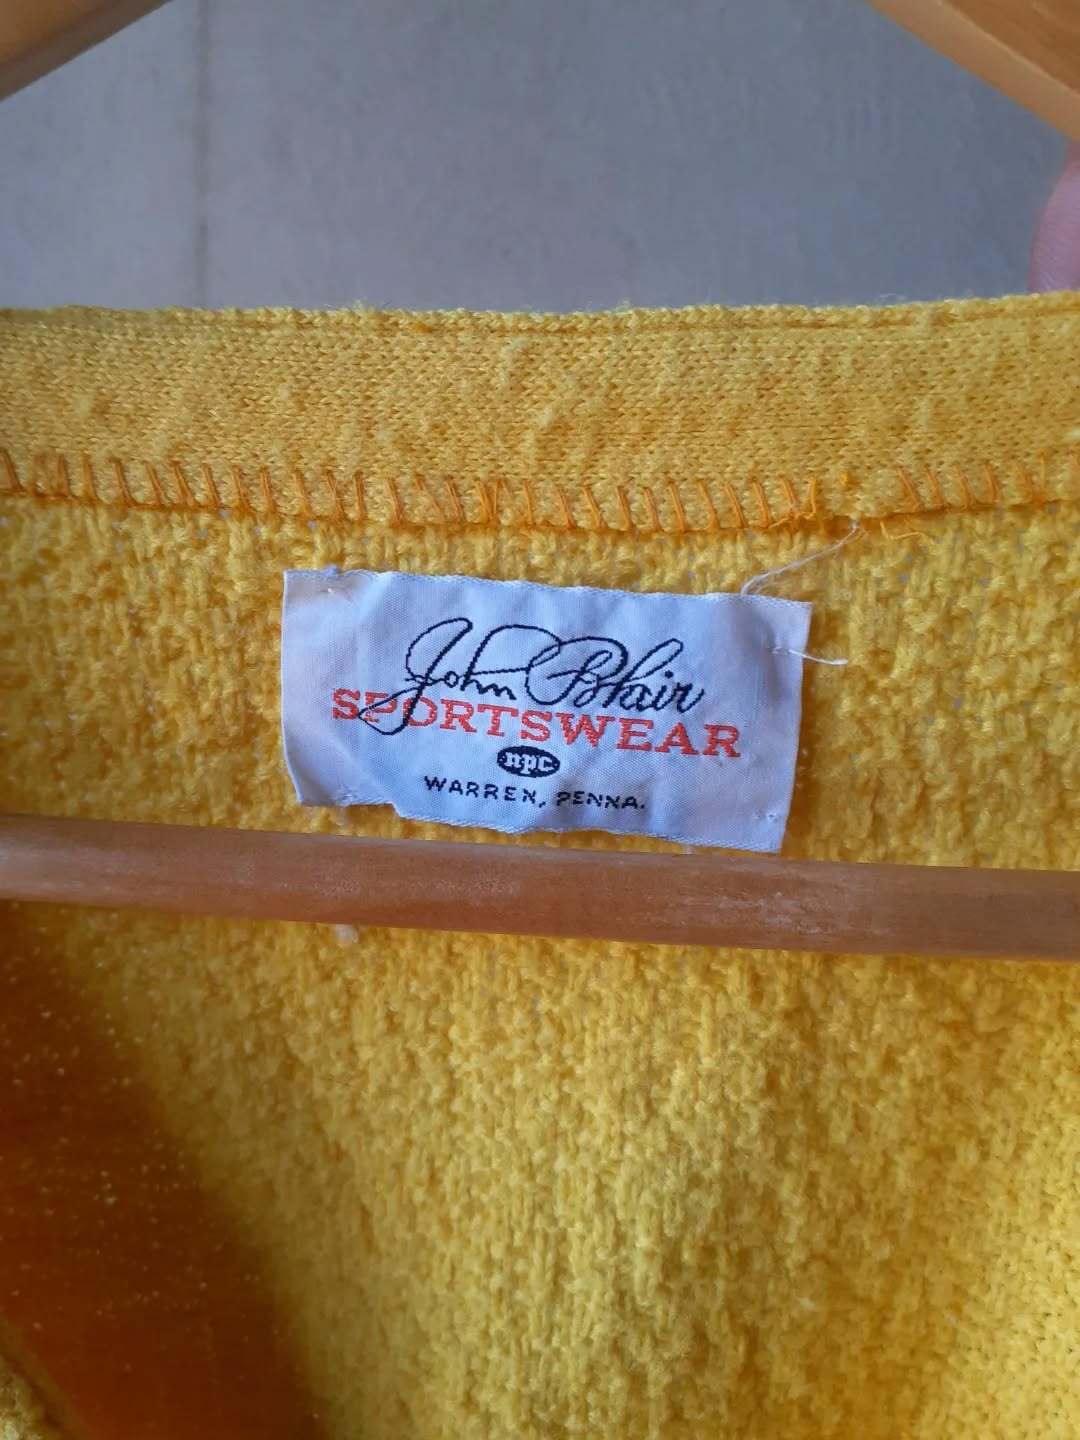 John Blair
SPORTSWEAR
npc
WARREN, PENNA.